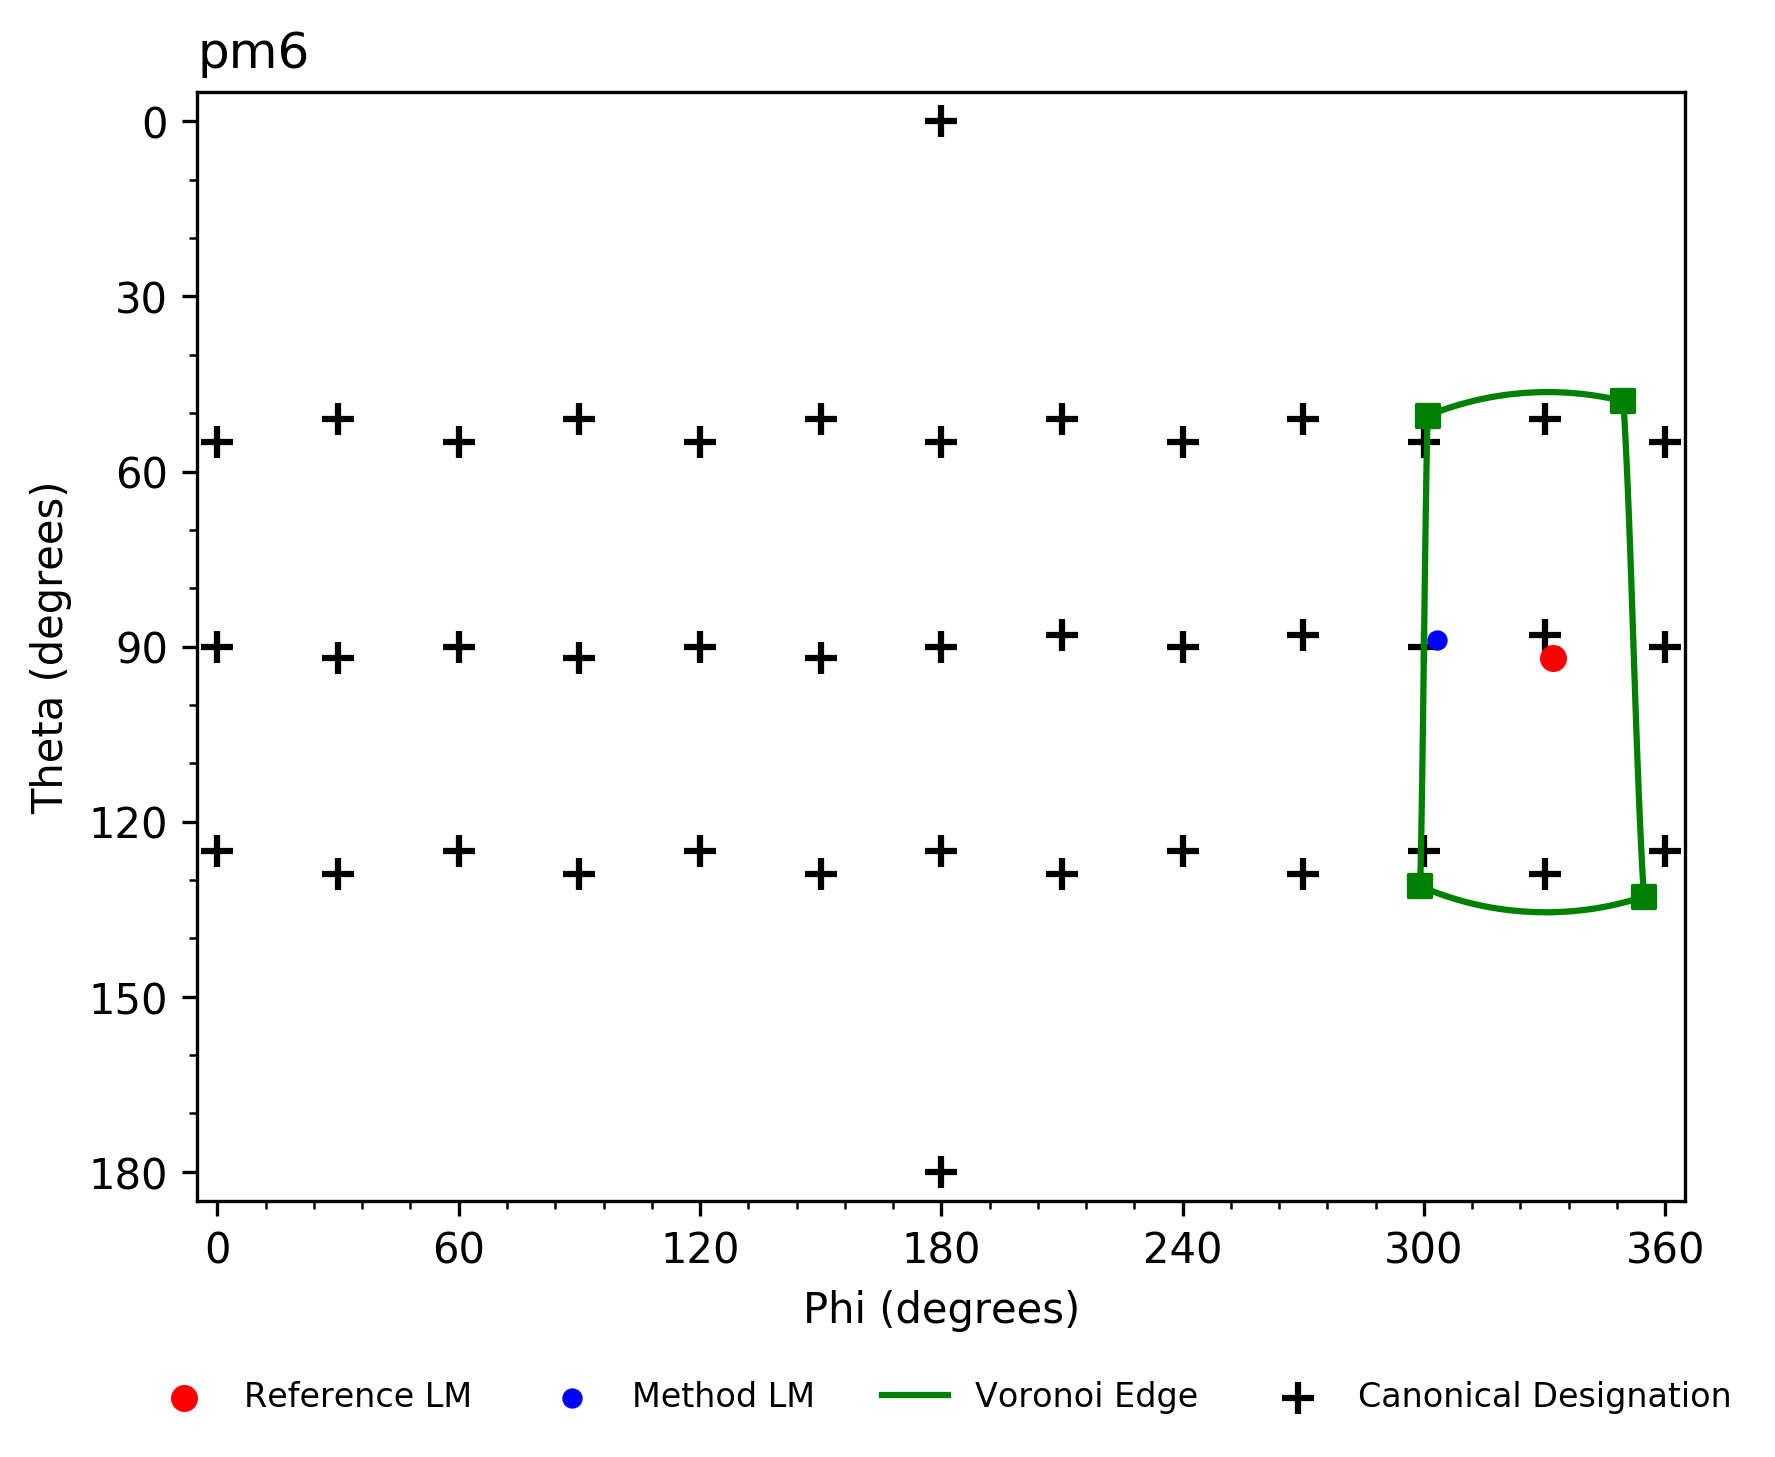 pm6
0
30
60
90
120
150
180
Theta (degrees)
0 60 120 180 240 300 360
Phi (degrees)
Reference LM Method LM Voronoi Edge Canonical Designation